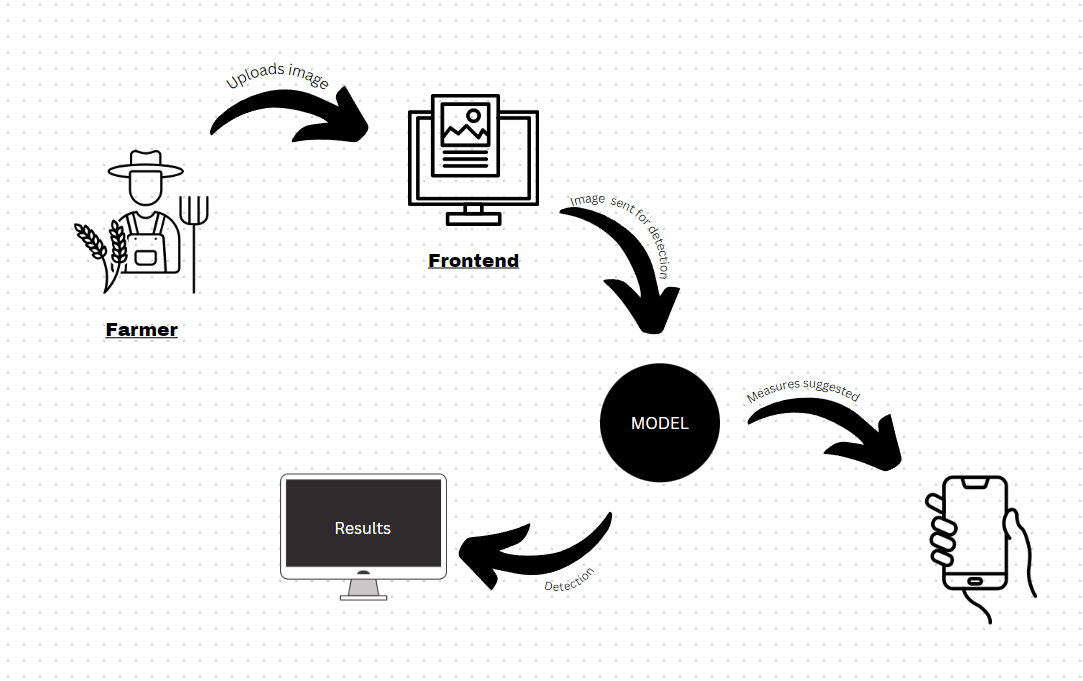 Uploads image
Image sent for detection
Frontend
Farmer
Measures suggested
MODEL
Results
Detection